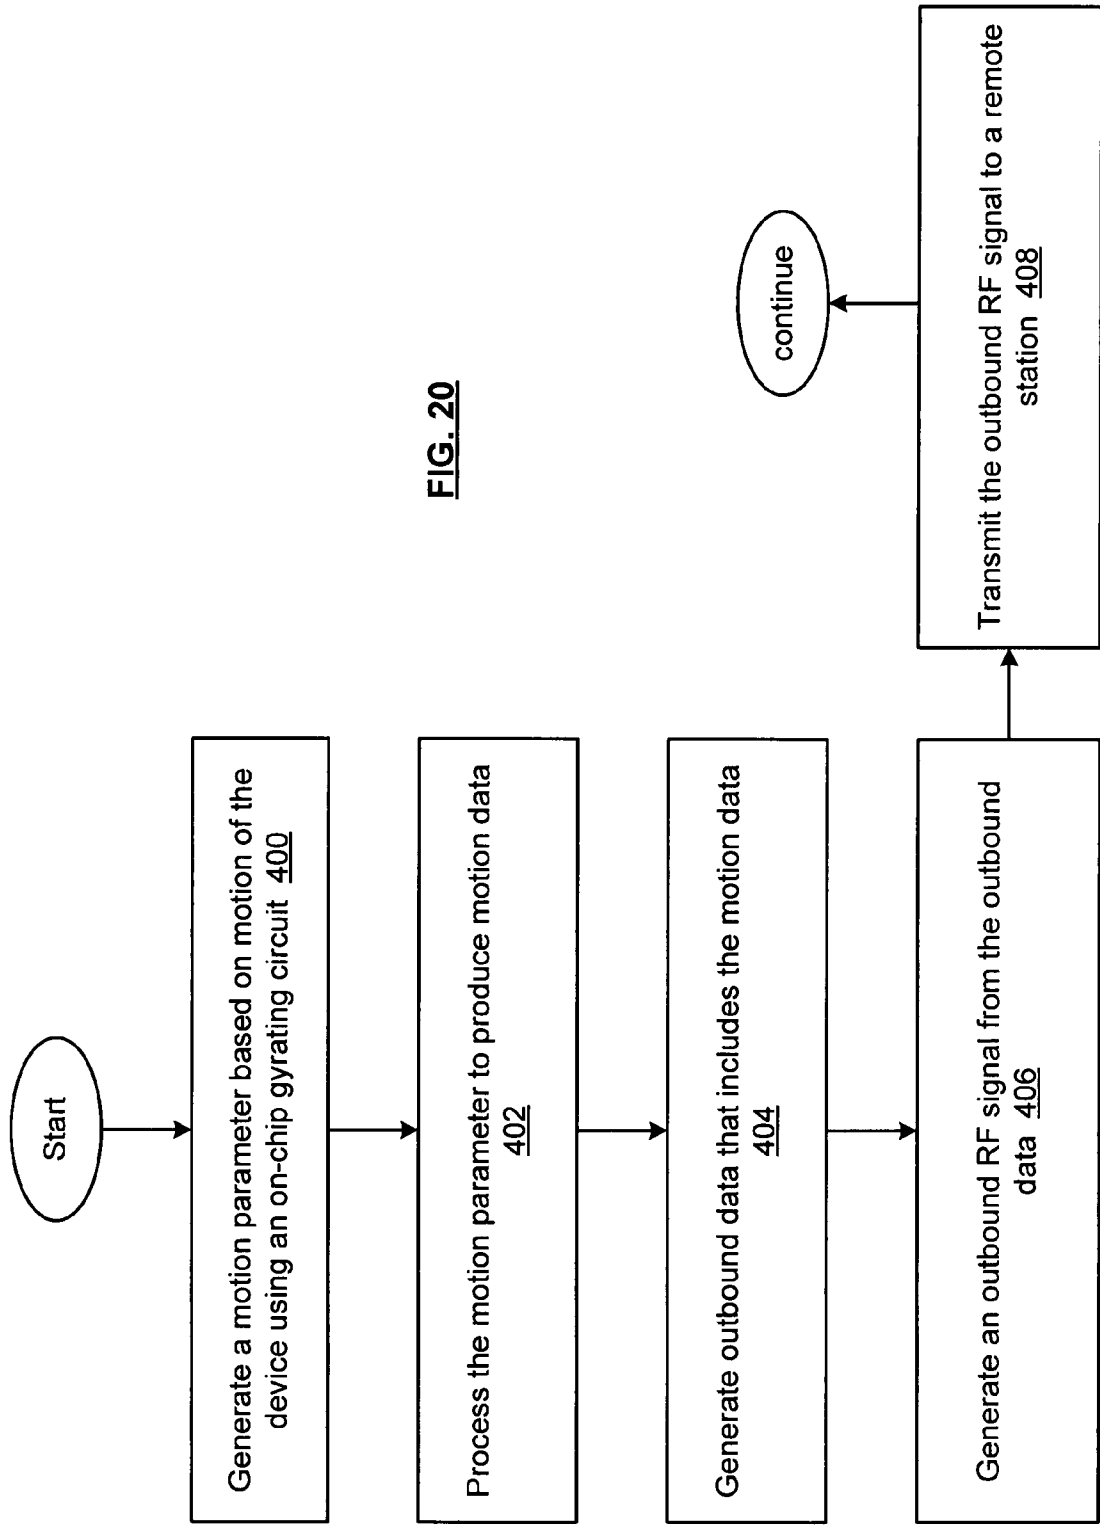 Start
Generate a motion parameter based on motion of the
device using an on-chip gyrating circuit 400
Process the motion parameter to produce motion data
402
Generate outbound data that includes the motion data
404
Generate an outbound RF signal from the outbound
data 406
Transmit the outbound RF signal to a remote
station 408
continue
FIG. 20